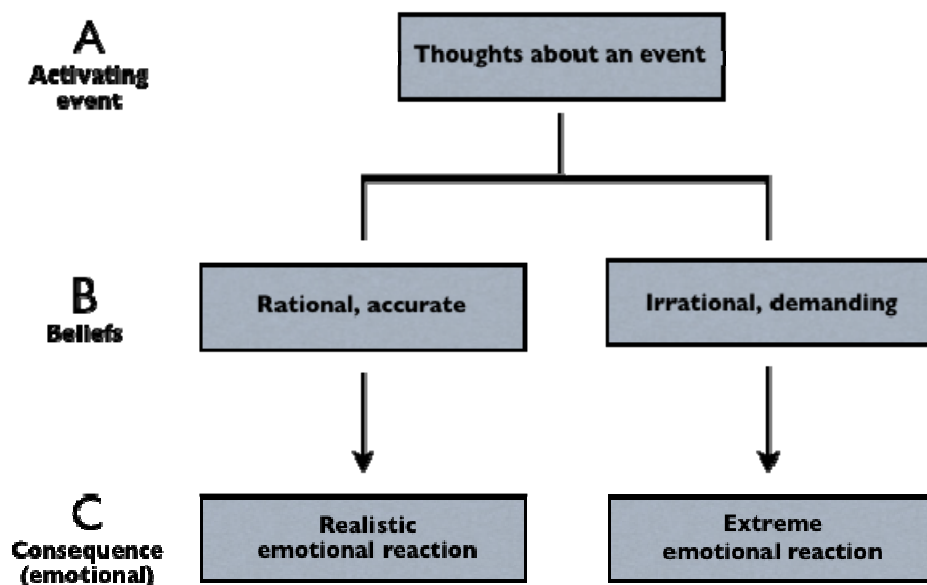 A
Activating
event
Thoughts about an event
B
Beliefs
Rational, accurate
Irrational, demanding
C
Consequence
(emotional)
Realistic
emotional reaction
Extreme
emotional reaction